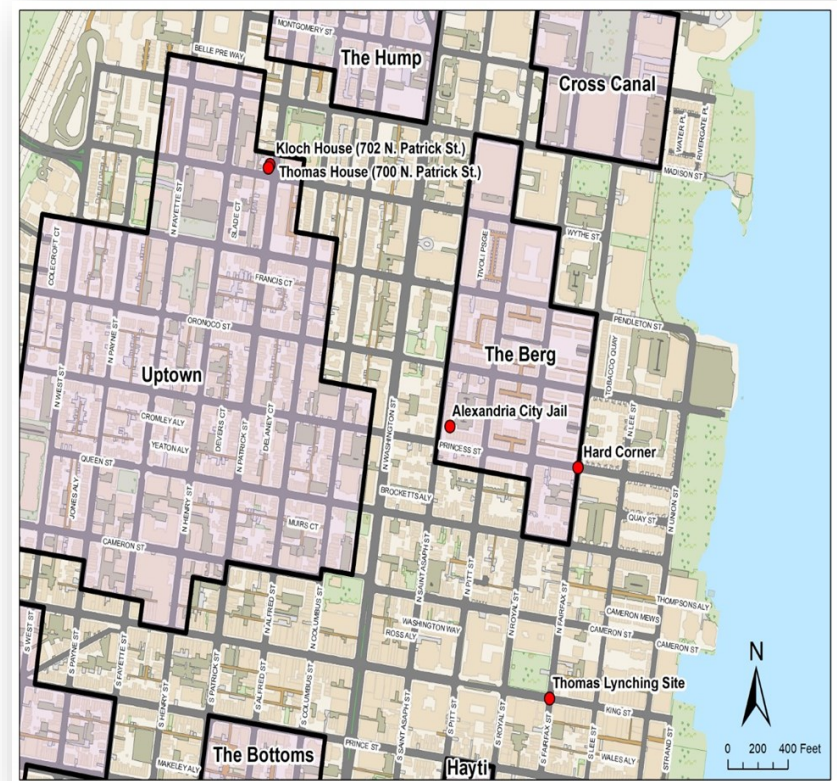 MONTGOMERY ST
BELLE PRE WAY
The Hump
Cross Canal
WATER PL
RIVERGATE PL
Kloch House (702 N. Patrick St.)
Thomas House (700 N. Patrick St.)
MADISON ST
N FAYETTE ST
SLADE CT
COLECROFT CT
TIVOLI PSGE
WYTHE ST
FRANCIS CT
ORONOCO ST
PENDLETON ST
N PAYNE ST
The Berg
TOBACCO QUAY
Uptown
N WEST ST
N WASHINGTON ST
Alexandria City Jail
CROMLEY ALY
DEVERS CT
N PATRICK ST
DELANEY CT
N LEE ST
YEATON ALY
PRINCESS ST
Hard Corner
QUEEN ST
JONES ALY
N HENRY ST
BROCKETTS ALY
N UNION ST
MUIRS CT
QUAY ST
CAMERON ST
N SAINT ASAPH ST
N PITT ST
THOMPSONS ALY
N ALFRED ST
N COLUMBUS ST
N ROYAL ST
N FAIRFAX ST
CAMERON MEWS
S WEST ST
S PAYNE ST
S FAYETTE ST
WASHINGTON WAY
ROSS ALY
CAMERON ST
CAMERON ST
N
Thomas Lynching Site
S HENRY ST
S PATRICK ST
S ALFRED ST
S COLUMBUS ST
S SAINT ASAPH ST
S PITT ST
S ROYAL ST
S FAIRFAX ST
S LEE ST
KING ST
STRAND ST
PRINCE ST
WALES ALY
MAKELEY ALY
The Bottoms
Hayti
0 200 400 Feet